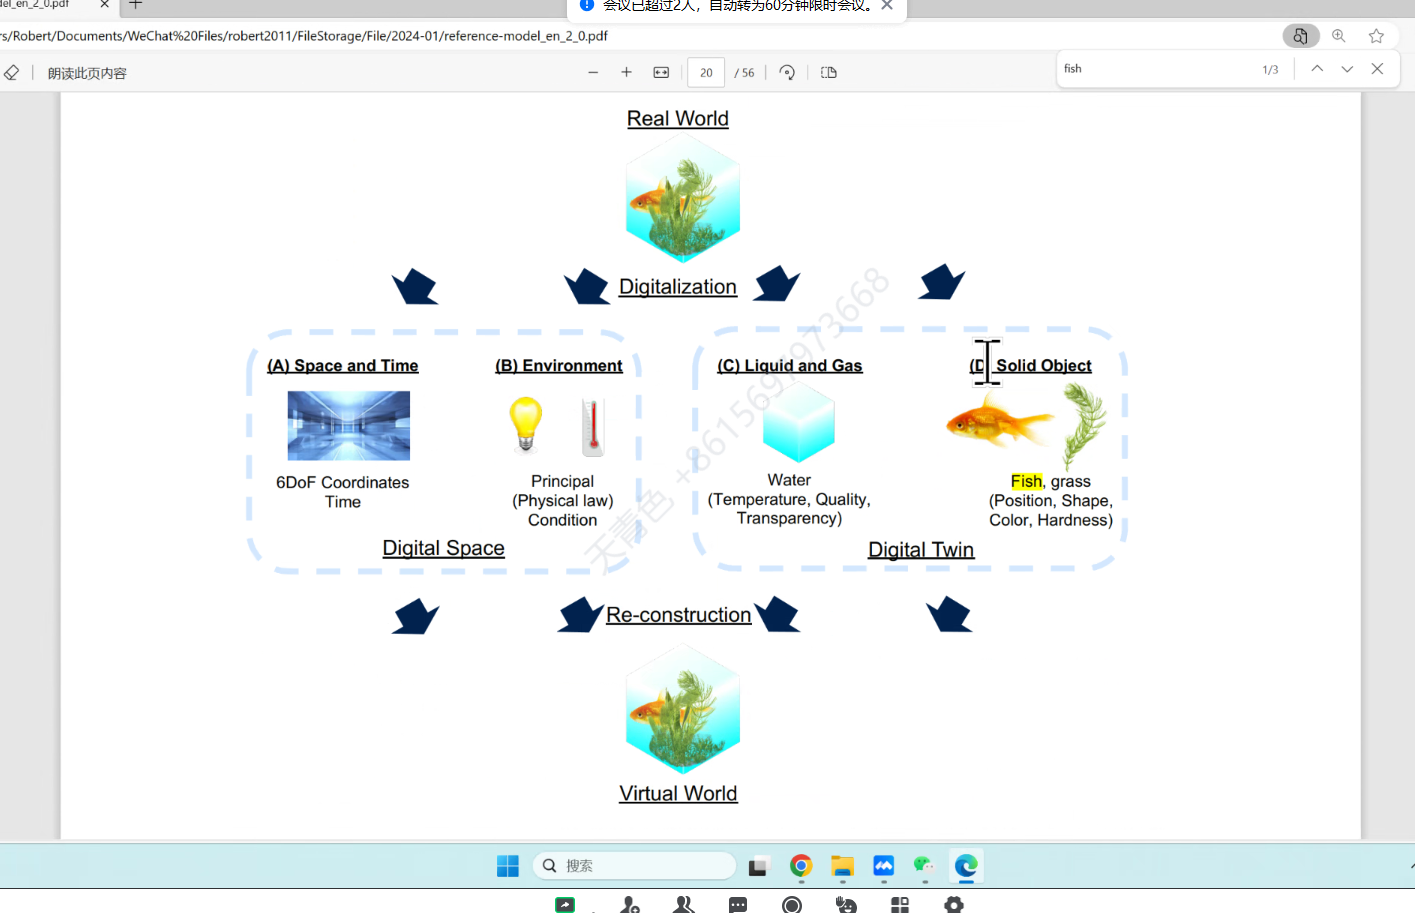 del_en_2_0.pdf
会议已超过2人，自动转为60分钟限时会议。
rs/Robert/Documents/WeChat%20Files/robert2011/FileStorage/File/2024-01/reference-model_en_2_0.pdf
朗读此页内容
20 / 56
fish
1/3
Real World
Digitalization
(A) Space and Time
(B) Environment
(C) Liquid and Gas
(D) Solid Object
6DoF Coordinates
Time
Principal
(Physical law)
Condition
Water
(Temperature, Quality,
Transparency)
Fish, grass
(Position, Shape,
Color, Hardness)
Digital Space
Digital Twin
天青色 +8615697973668
Re-construction
Virtual World
搜索